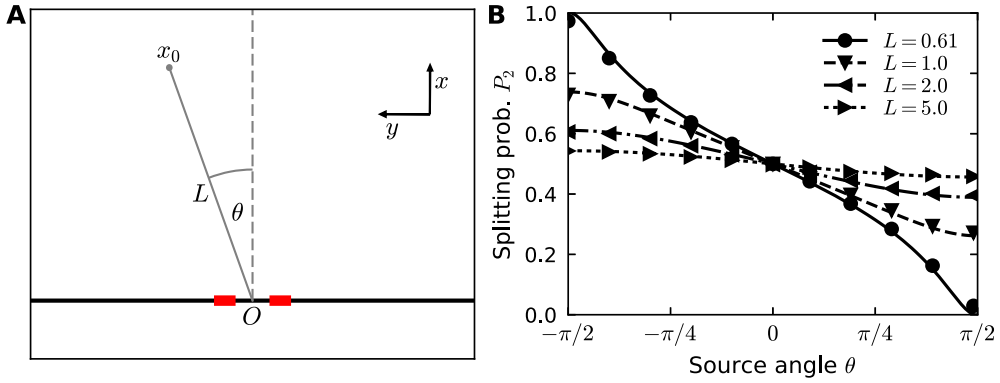 A
x₀
x
y
L
θ
O
B
Splitting prob. P₂
1.0
0.8
0.6
0.4
0.2
0.0
L = 0.61
L = 1.0
L = 2.0
L = 5.0
−π/2
−π/4
0
π/4
π/2
Source angle θ